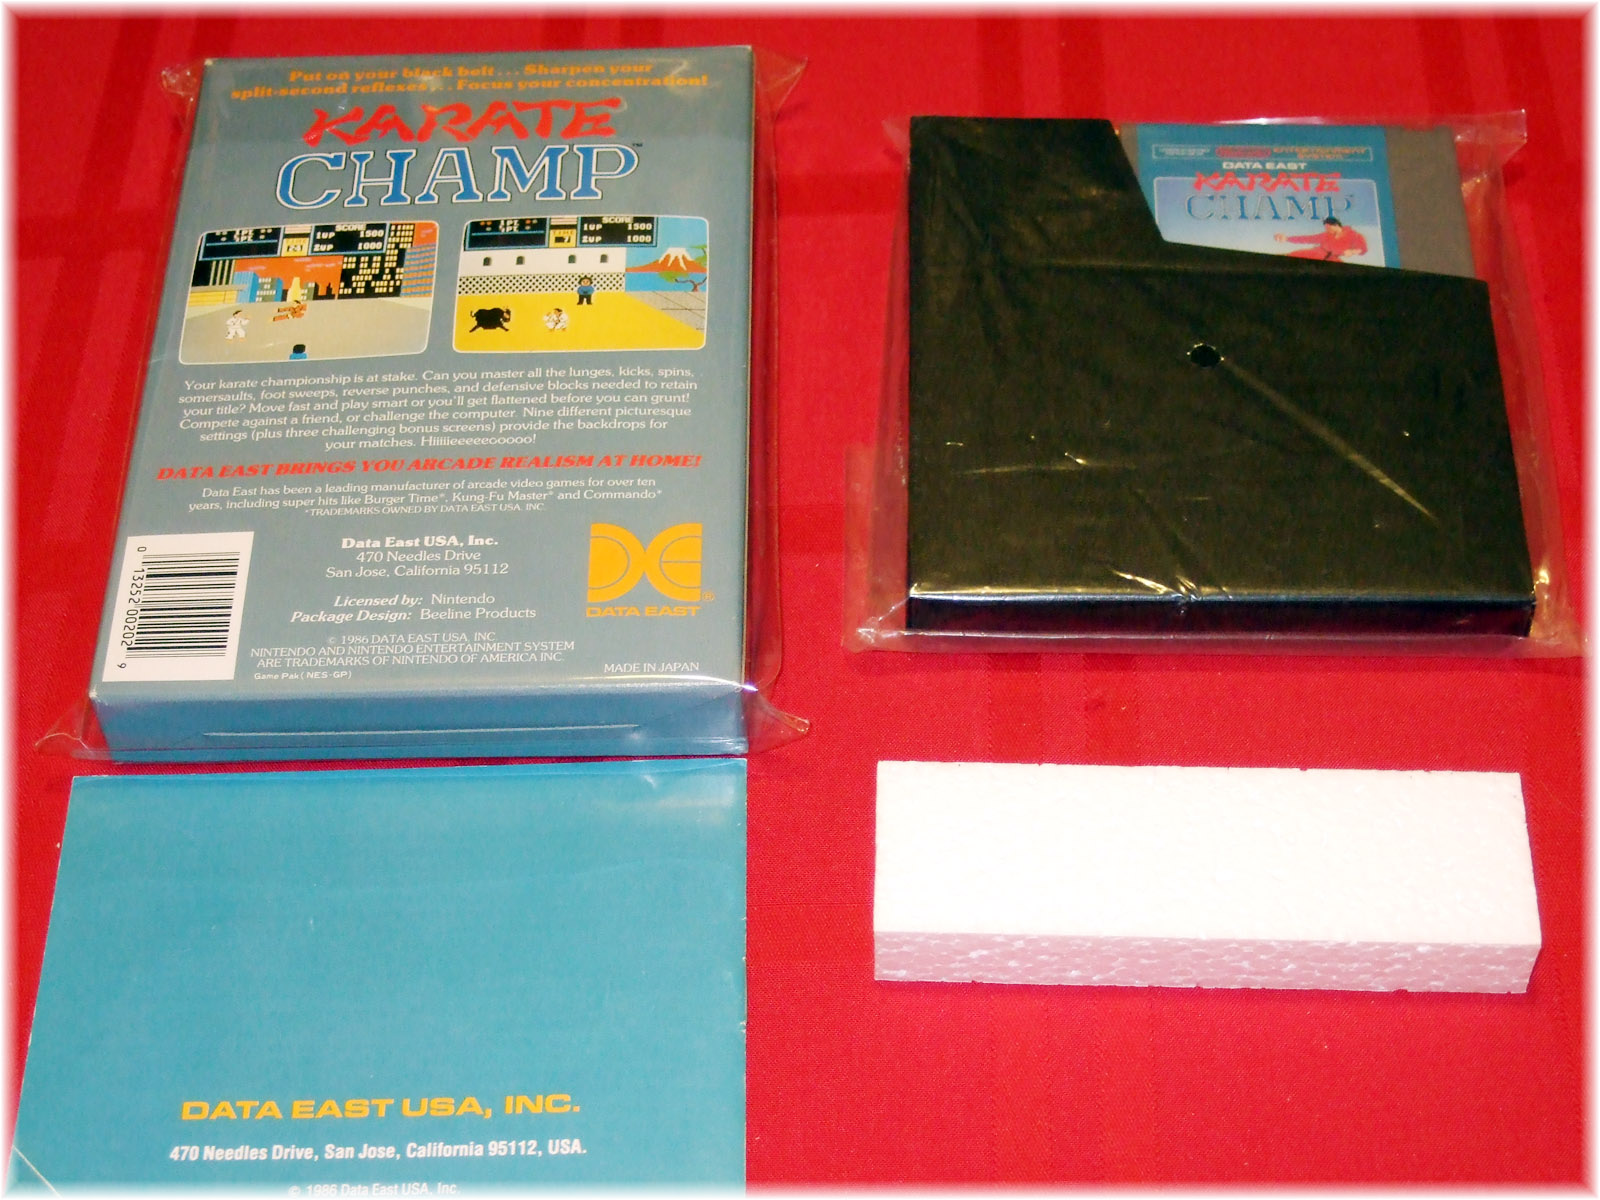 Put on your black belt . . . Sharpen your
split-second reflexes . . . Focus your concentration!
KARATE
CHAMP™
SCORE
1UP 1500
2UP 1000
SCORE
1UP 1500
2UP 1000
Your karate championship is at stake. Can you master all the lunges, kicks, spins,
somersaults, foot sweeps, reverse punches, and defensive blocks needed to retain
your title? Move fast and play smart or you'll get flattened before you can grunt!
Compete against a friend, or challenge the computer. Nine different picturesque
settings (plus three challenging bonus screens) provide the backdrops for
your matches. Hiiiiieeeeeooooo!
DATA EAST BRINGS YOU ARCADE REALISM AT HOME!
Data East has been a leading manufacturer of arcade video games for over ten
years, including super hits like Burger Time*, Kung-Fu Master* and Commando*
*TRADEMARKS OWNED BY DATA EAST USA, INC.
Data East USA, Inc.
470 Needles Drive
San Jose, California 95112
Licensed by: Nintendo
Package Design: Beeline Products
© 1986 DATA EAST USA, INC.
NINTENDO AND NINTENDO ENTERTAINMENT SYSTEM
ARE TRADEMARKS OF NINTENDO OF AMERICA INC.
Game Pak (NES-GP)
MADE IN JAPAN
DATA EAST®
0 13252 00202 9
ENTERTAINMENT
SYSTEM
DATA EAST
KARATE
CHAMP
DATA EAST USA, INC.
470 Needles Drive, San Jose, California 95112, USA.
© 1986 Data East USA, Inc.